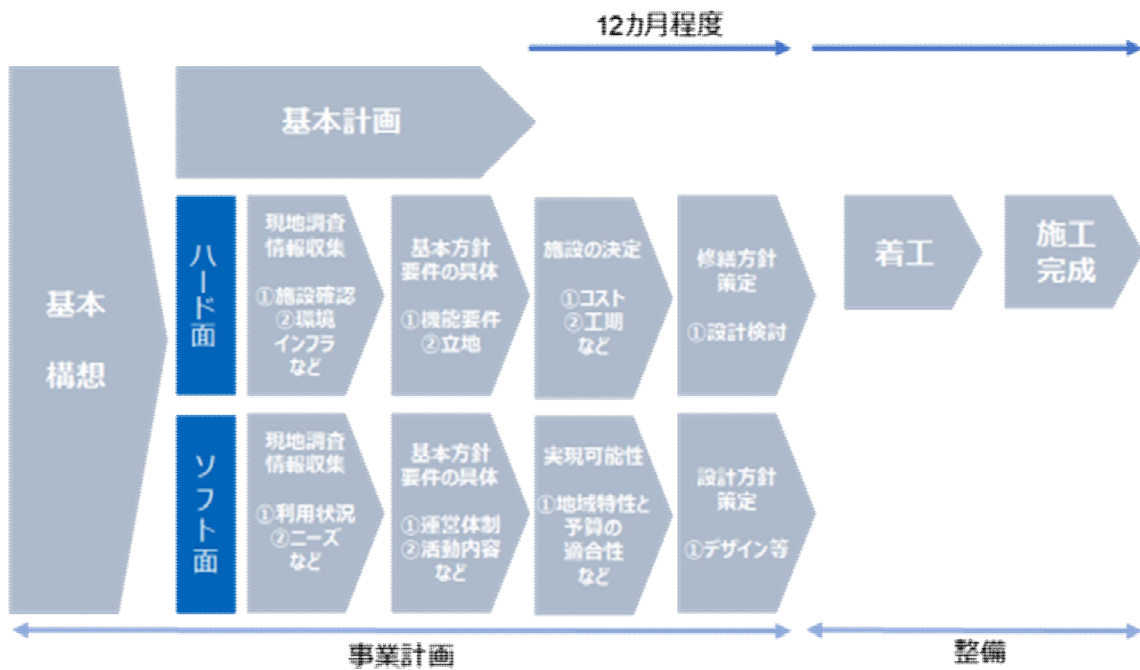 12カ月程度
基本計画
基本
構想
ハード面
現地調査
情報収集
①施設確認
②環境
インフラ
など
基本方針
要件の具体
①機能要件
②立地
施設の決定
①コスト
②工期
など
修繕方針
策定
①設計検討
着工
施工
完成
ソフト面
現地調査
情報収集
①利用状況
②ニーズ
など
基本方針
要件の具体
①運営体制
②活動内容
など
実現可能性
①地域特性と
予算の
適合性
など
設計方針
策定
①デザイン等
事業計画
整備